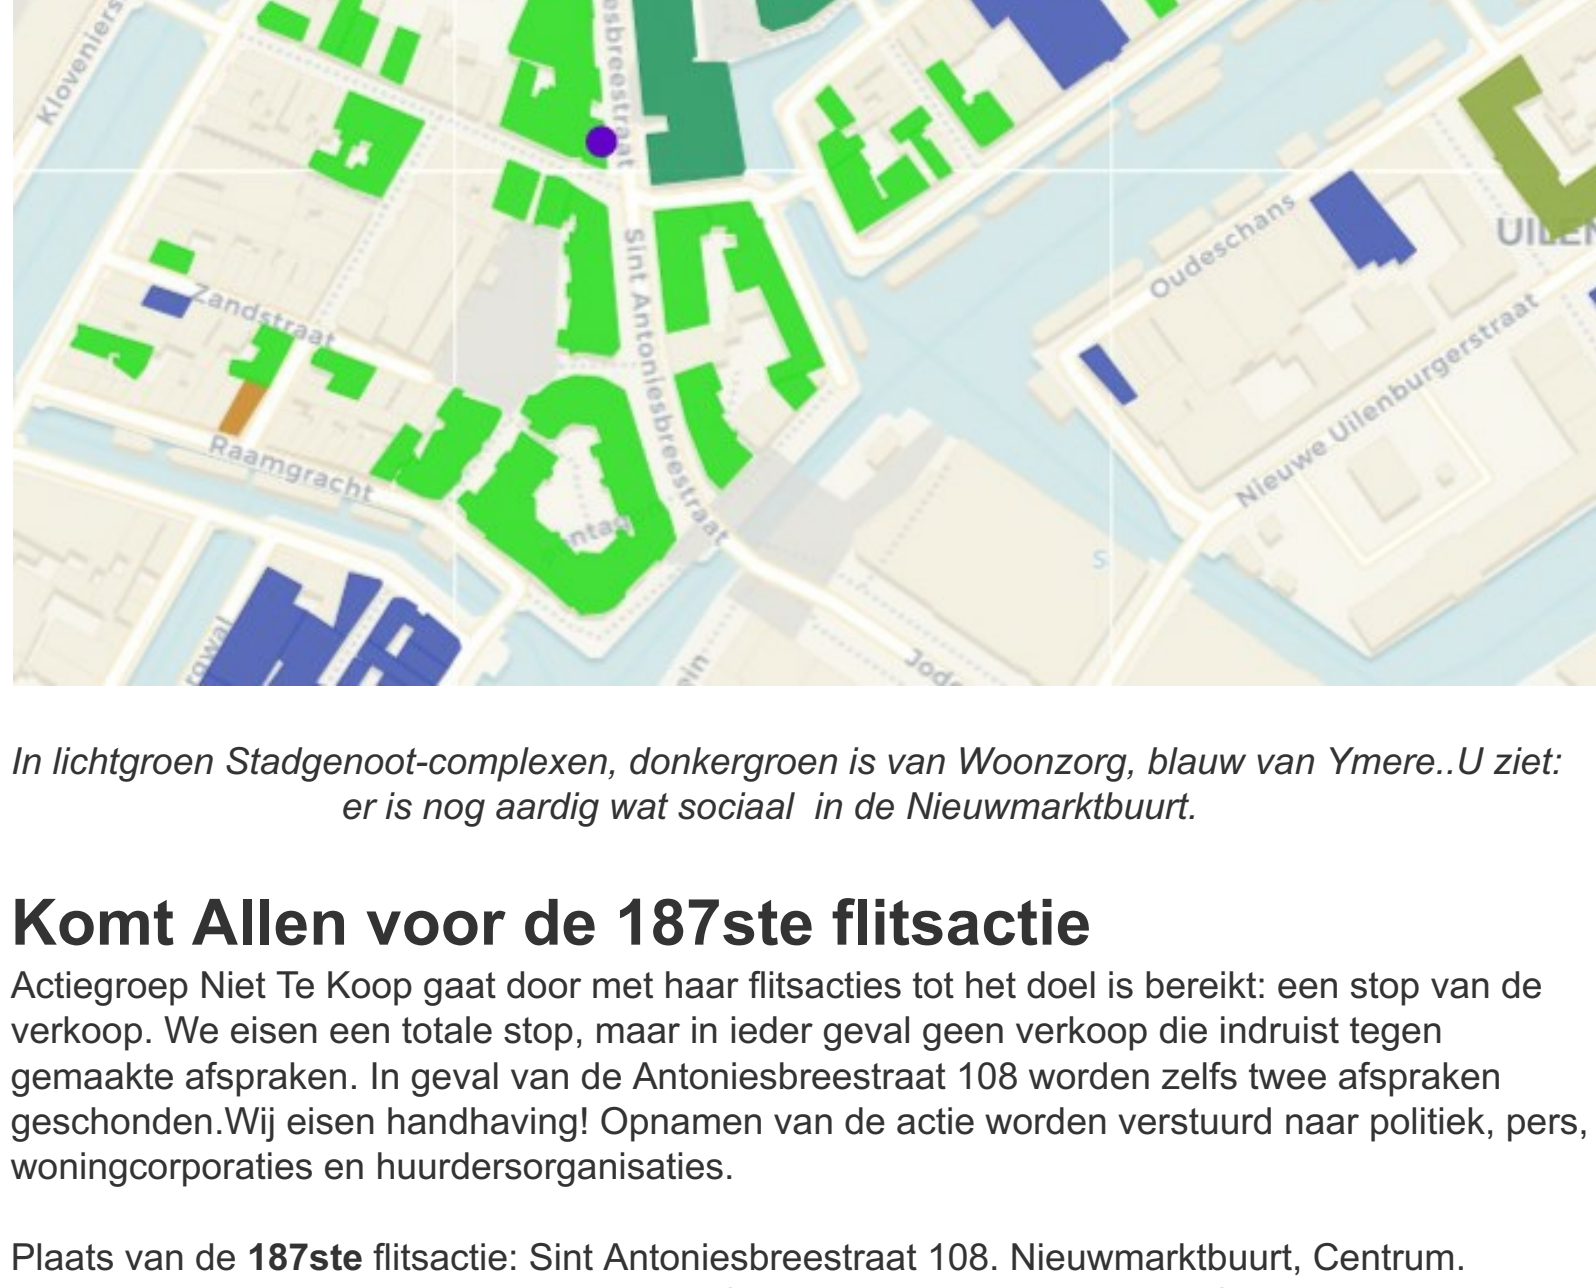 Kloveniers
esbreestraat
Sint Antoniesbreestraat
Zandstraat
Raamgracht
Oudeschans
UILEN
Nieuwe Uilenburgerstraat
ntag
rgwal
ein
Jode
S
In lichtgroen Stadgenoot-complexen, donkergroen is van Woonzorg, blauw van Ymere..U ziet:
er is nog aardig wat sociaal in de Nieuwmarktbuurt.
Komt Allen voor de 187ste flitsactie
Actiegroep Niet Te Koop gaat door met haar flitsacties tot het doel is bereikt: een stop van de
verkoop. We eisen een totale stop, maar in ieder geval geen verkoop die indruist tegen
gemaakte afspraken. In geval van de Antoniesbreestraat 108 worden zelfs twee afspraken
geschonden.Wij eisen handhaving! Opnamen van de actie worden verstuurd naar politiek, pers,
woningcorporaties en huurdersorganisaties.
Plaats van de 187ste flitsactie: Sint Antoniesbreestraat 108. Nieuwmarktbuurt, Centrum.